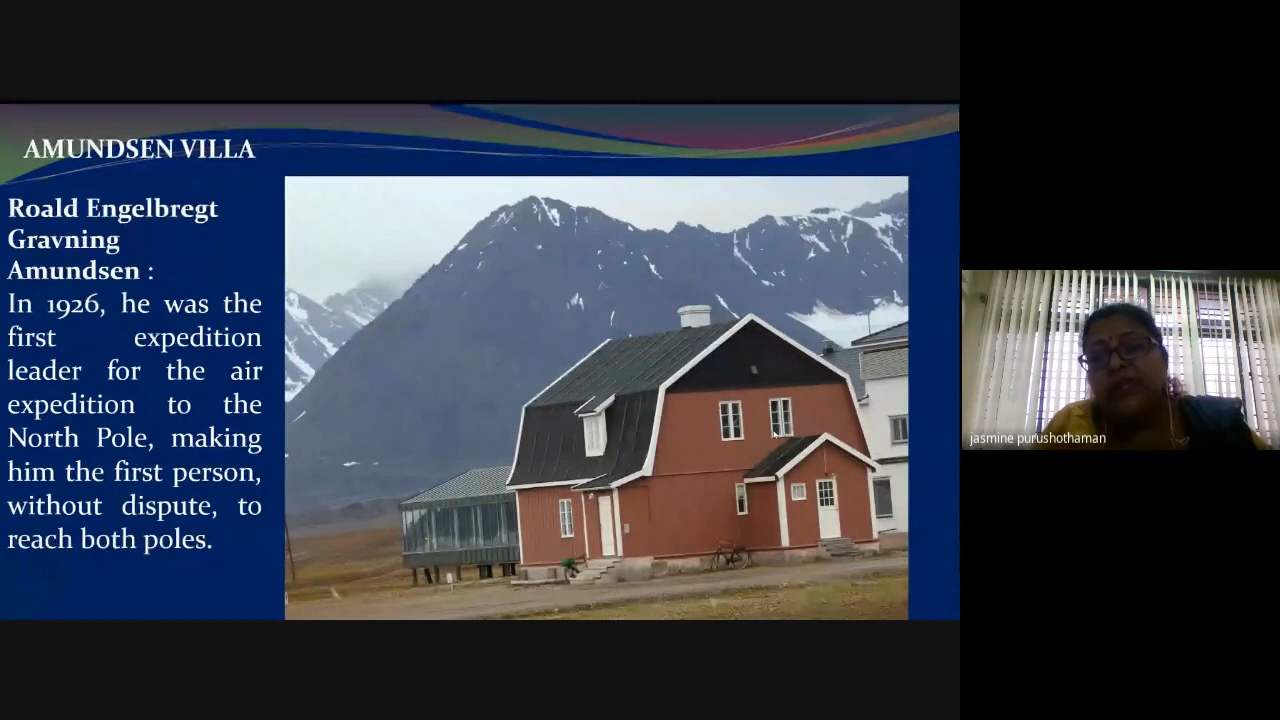 AMUNDSEN VILLA
Roald Engelbregt
Gravning
Amundsen :
In 1926, he was the
first expedition
leader for the air
expedition to the
North Pole, making
him the first person,
without dispute, to
reach both poles.
jasmine purushothaman